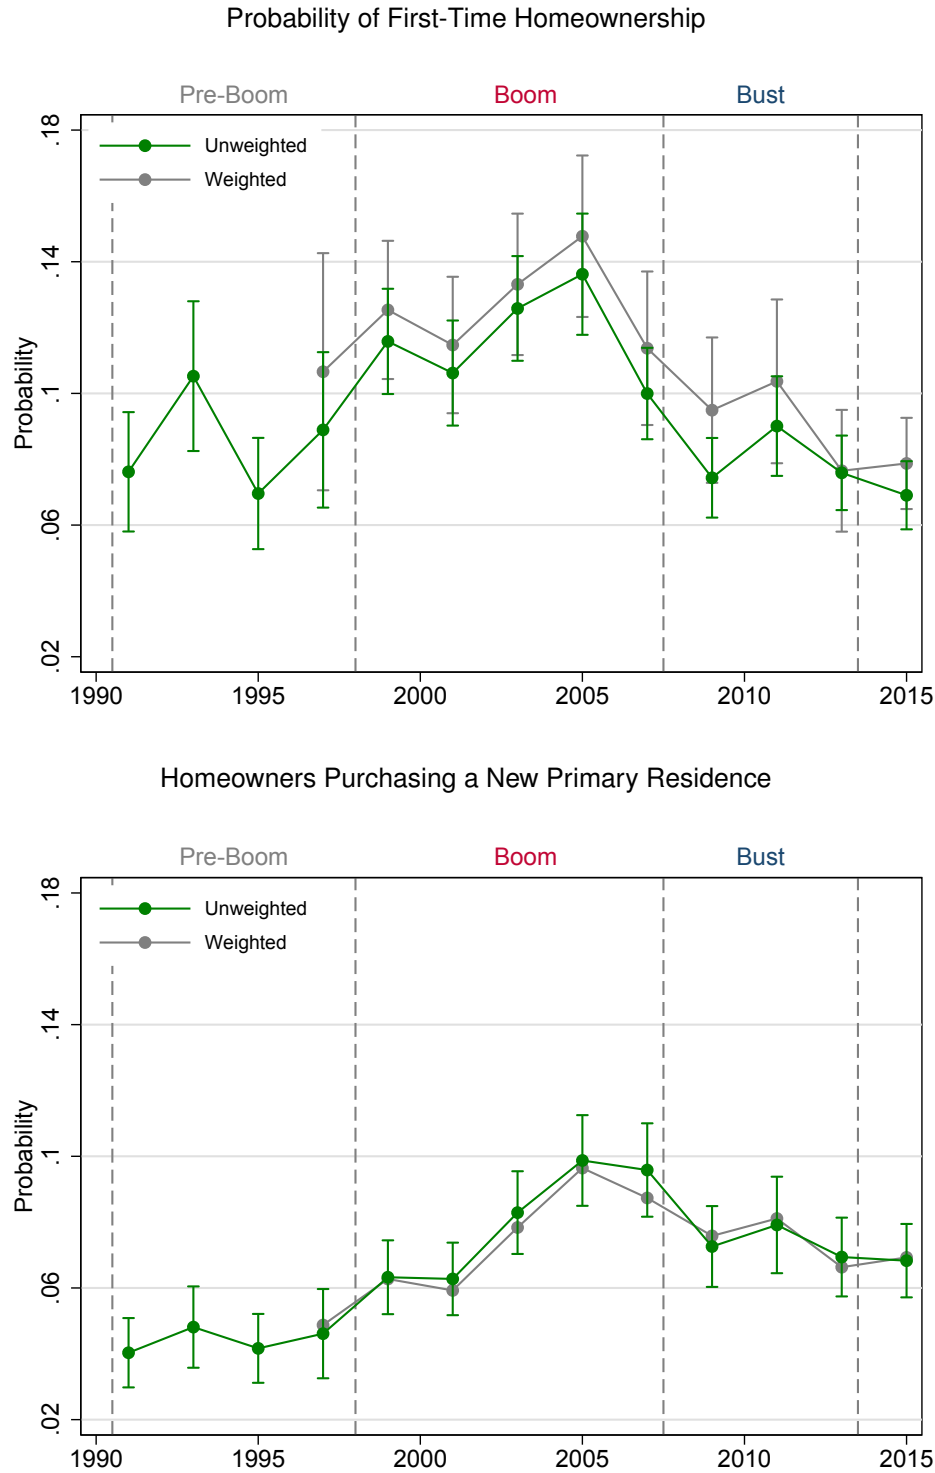 Probability of First-Time Homeownership
Pre-Boom Boom Bust
Unweighted
Weighted
Probability
.18
.14
.1
.06
.02
1990 1995 2000 2005 2010 2015
Homeowners Purchasing a New Primary Residence
Pre-Boom Boom Bust
Unweighted
Weighted
Probability
.18
.14
.1
.06
.02
1990 1995 2000 2005 2010 2015